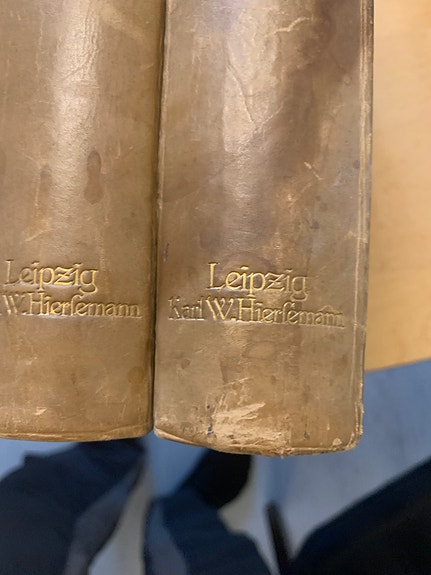 Leipzig
W. Hierſemann
Leipzig
Karl W. Hierſemann